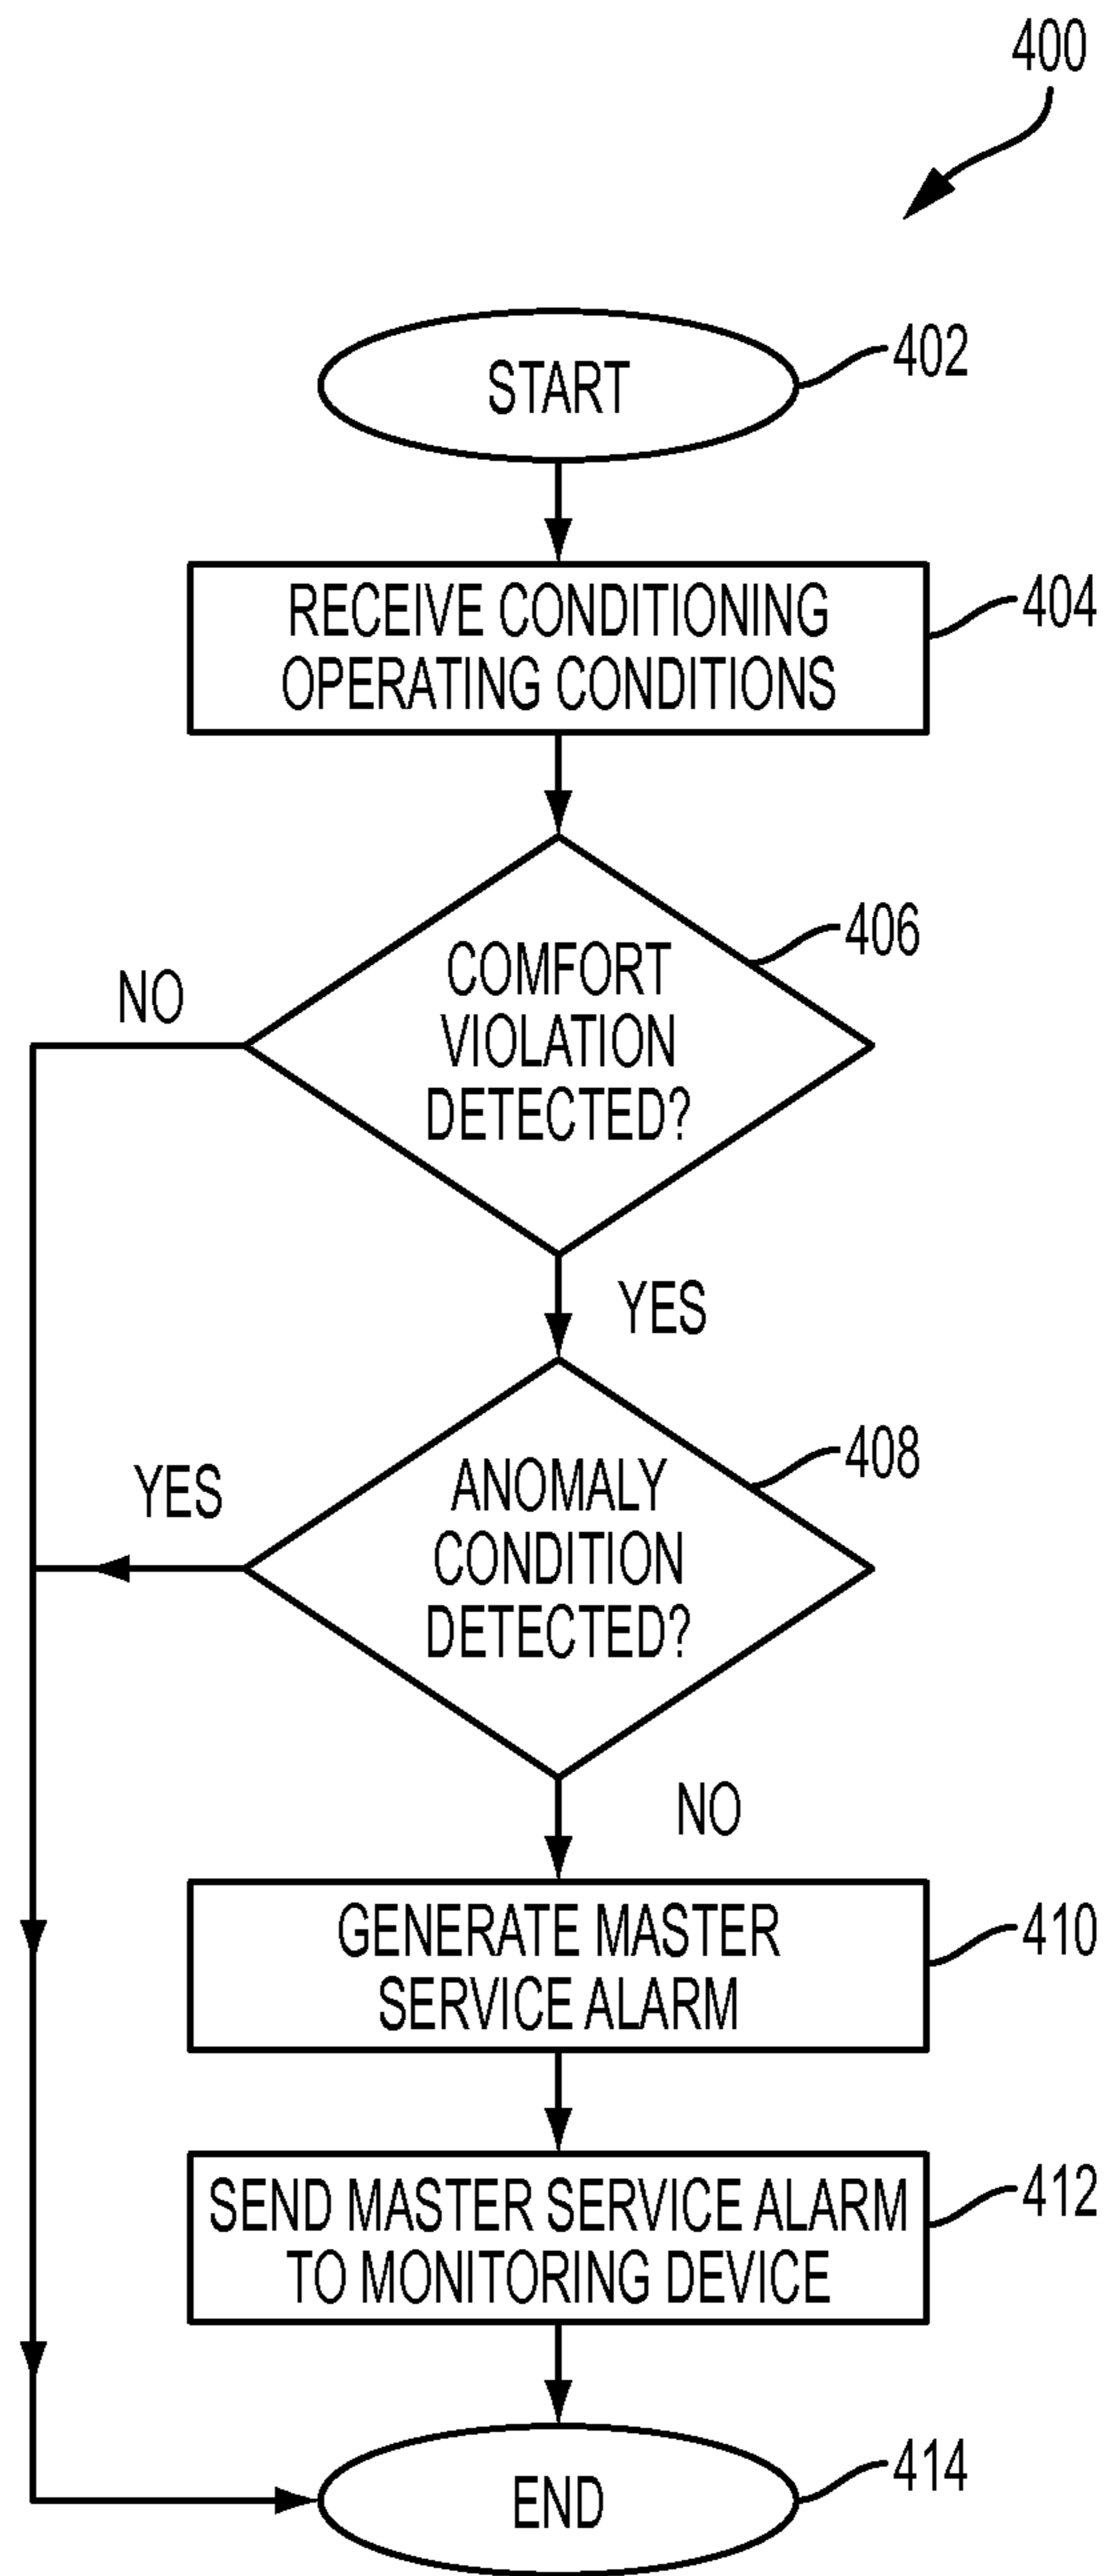 400
START
402
RECEIVE CONDITIONING
OPERATING CONDITIONS
404
COMFORT
VIOLATION
DETECTED?
406
NO
YES
ANOMALY
CONDITION
DETECTED?
408
YES
NO
GENERATE MASTER
SERVICE ALARM
410
SEND MASTER SERVICE ALARM
TO MONITORING DEVICE
412
END
414